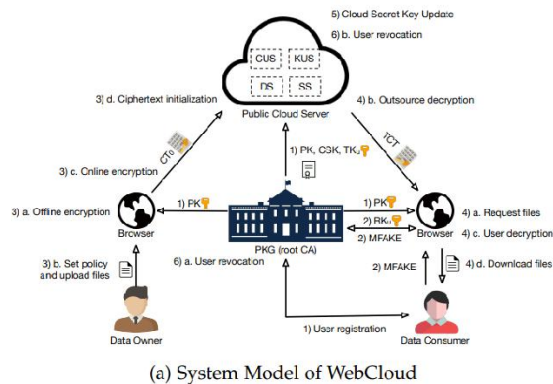 5) Cloud Secret Key Update
6) b. User revocation
CUS
KUS
DS
SS
Public Cloud Server
3) d. Ciphertext initialization
4) b. Outsource decryption
CT₀
TCT
1) PK, CSK, TKᵤ
3) c. Online encryption
1) PK
1) PK
3) a. Offline encryption
4) a. Request files
2) RKᵤ
Browser
Browser
4) c. User decryption
2) MFAKE
PKG (root CA)
3) b. Set policy
and upload files
6) a. User revocation
2) MFAKE
4) d. Download files
1) User registration
Data Owner
Data Consumer
(a) System Model of WebCloud